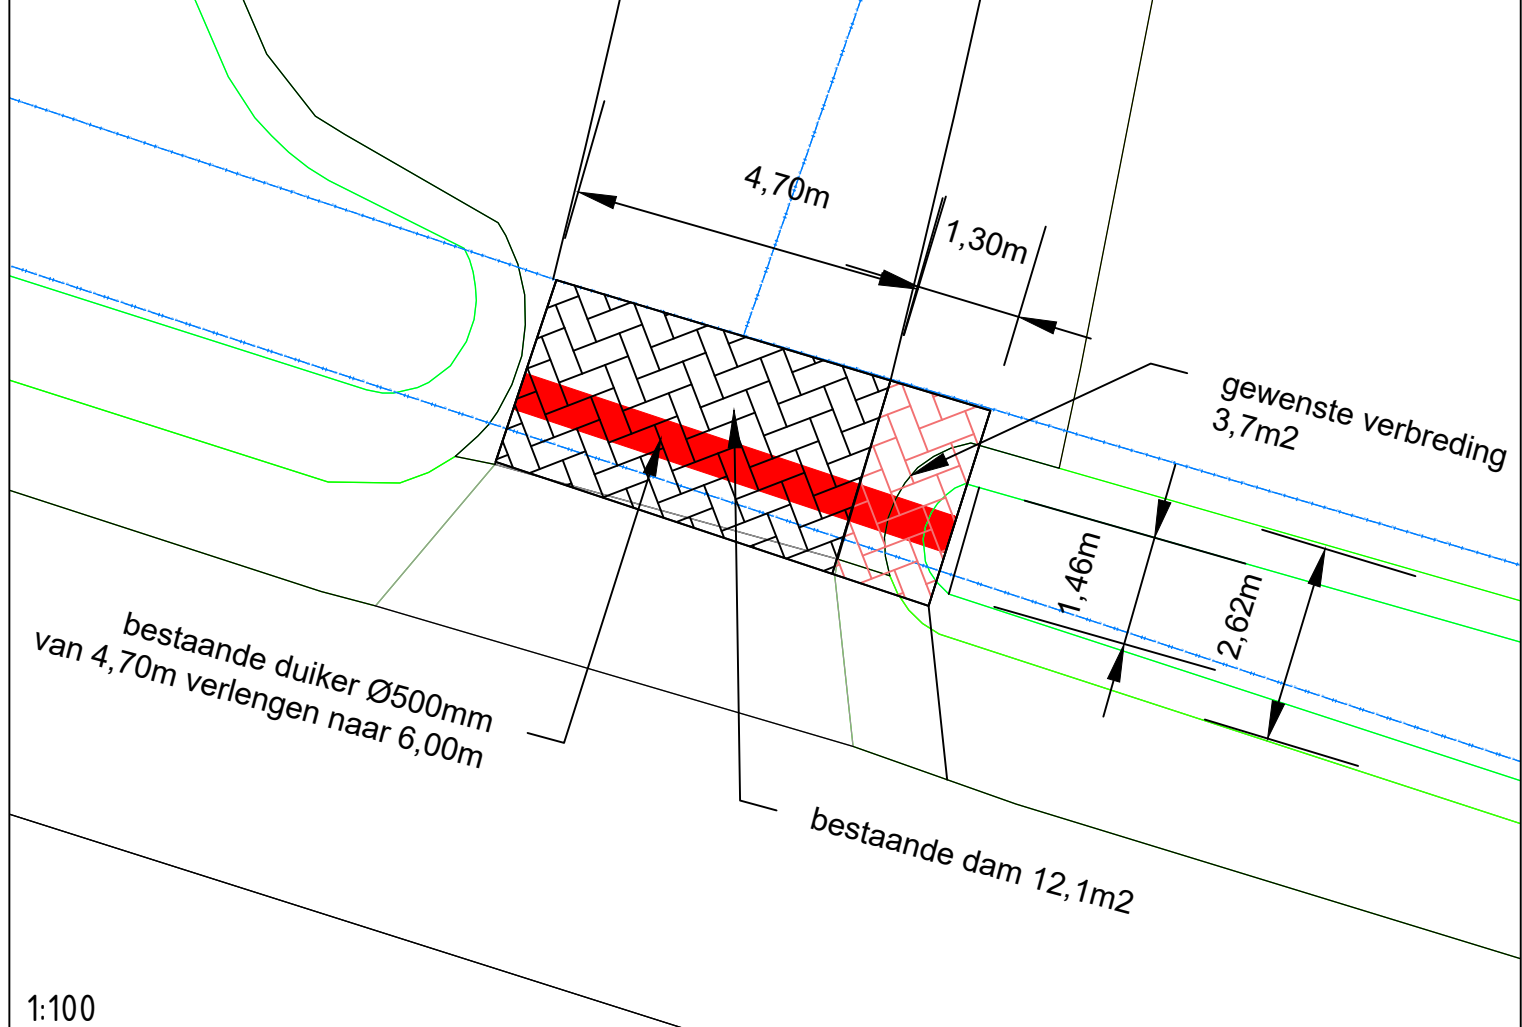 4,70m
1,30m
gewenste verbreding
3,7m2
1,46m
2,62m
bestaande duiker Ø500mm
van 4,70m verlengen naar 6,00m
bestaande dam 12,1m2
1:100